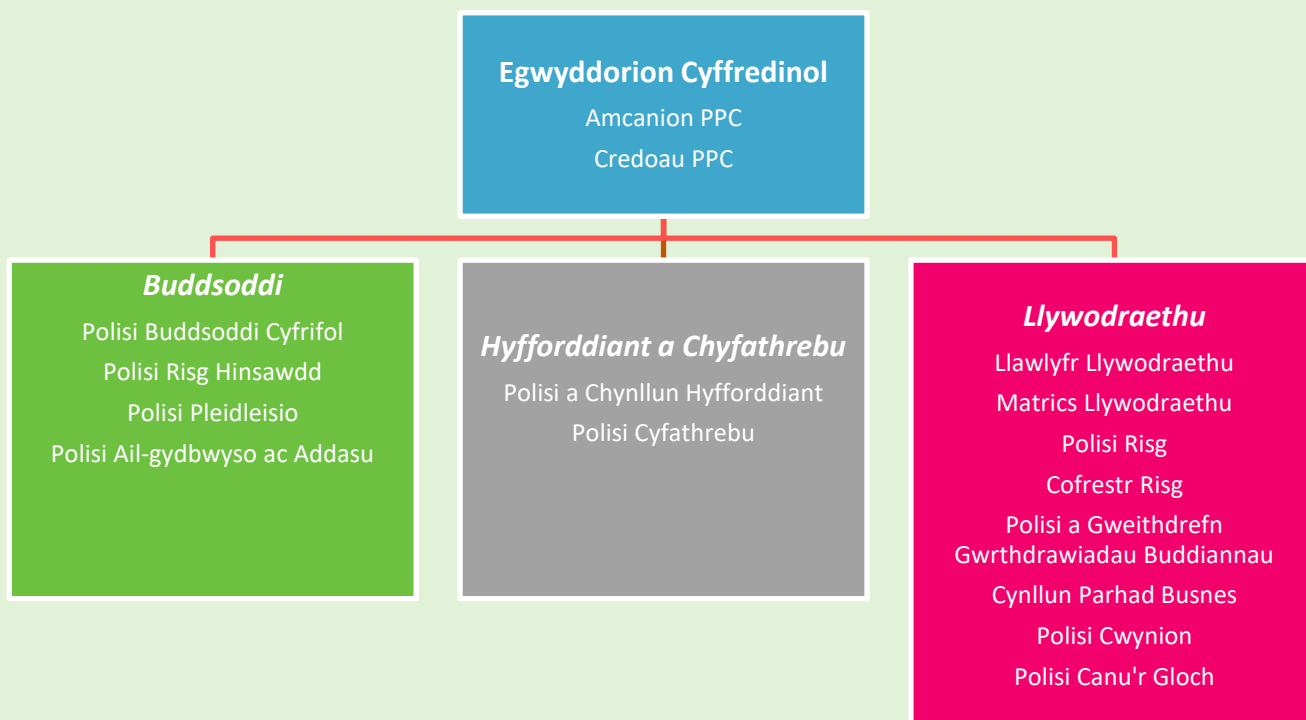 Egwyddorion Cyffredinol
Amcanion PPC
Credoau PPC
Buddsoddi
Polisi Buddsoddi Cyfrifol
Polisi Risg Hinsawdd
Polisi Pleidleisio
Polisi Ail-gydbwyso ac Addasu
Hyfforddiant a Chyfathrebu
Polisi a Chynllun Hyfforddiant
Polisi Cyfathrebu
Llywodraethu
Llawlyfr Llywodraethu
Matrics Llywodraethu
Polisi Risg
Cofrestr Risg
Polisi a Gweithdrefn
Gwrthdrawiadau Buddiannau
Cynllun Parhad Busnes
Polisi Cwynion
Polisi Canu'r Gloch